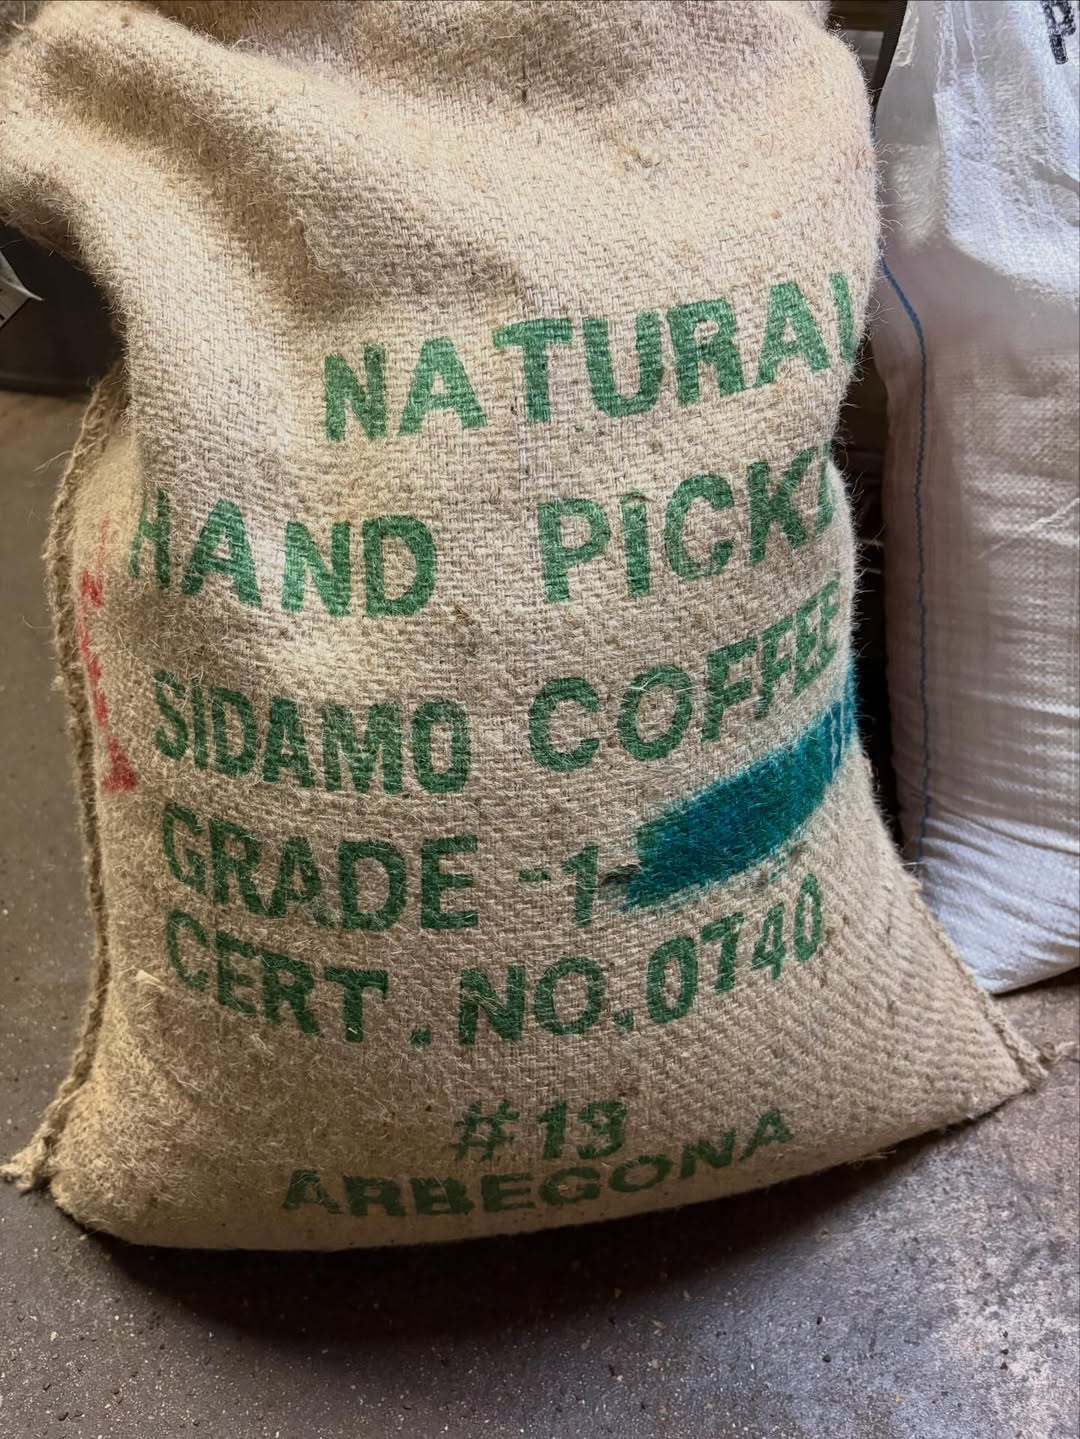 NATURAL
HAND PICK
SIDAMO COFFEE
GRADE -1-
CERT. NO. 0740
#13
ARBEGONA